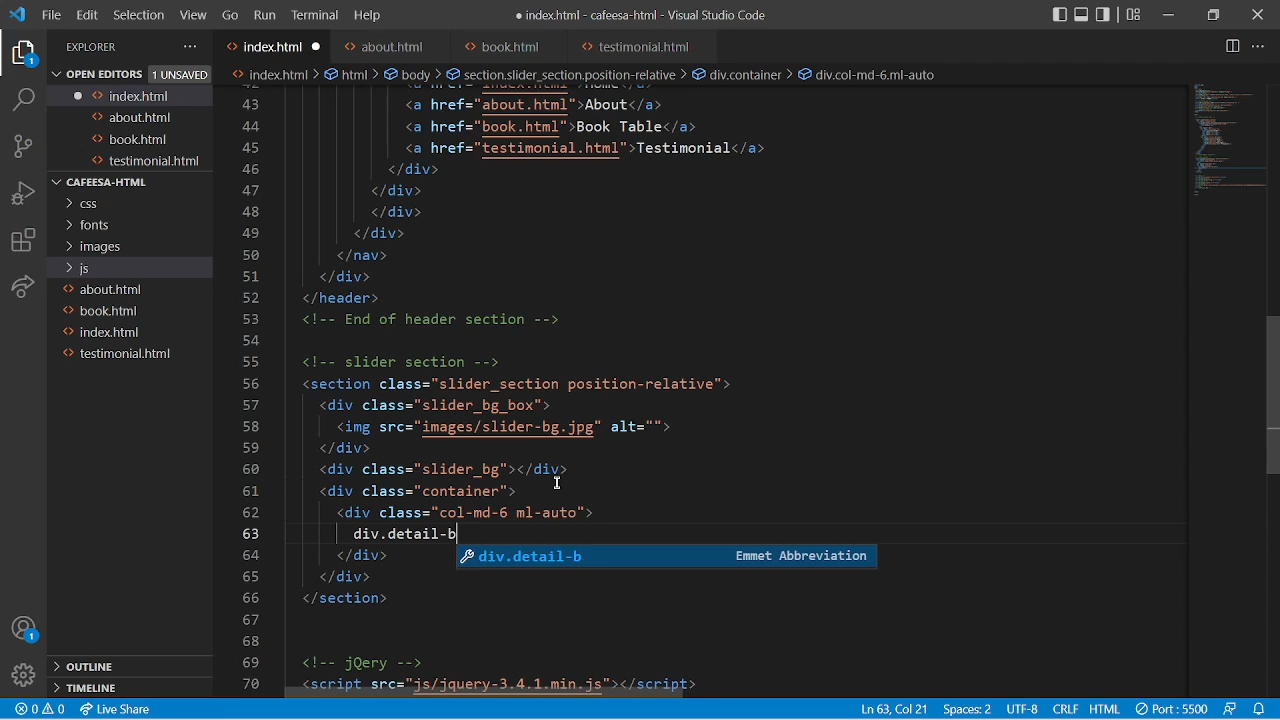 File Edit Selection View Go Run Terminal Help
● index.html - cafeesa-html - Visual Studio Code
EXPLORER
index.html
about.html
book.html
testimonial.html
OPEN EDITORS
1 UNSAVED
index.html
about.html
book.html
testimonial.html
CAFEESA-HTML
css
fonts
images
js
about.html
book.html
index.html
testimonial.html
OUTLINE
TIMELINE
index.html > html > body > section.slider_section.position-relative > div.container > div.col-md-6.ml-auto
42 <a href="index.html">Home</a>
43 <a href="about.html">About</a>
44 <a href="book.html">Book Table</a>
45 <a href="testimonial.html">Testimonial</a>
46 </div>
47 </div>
48 </div>
49 </div>
50 </nav>
51 </div>
52 </header>
53 <!-- End of header section -->
54
55 <!-- slider section -->
56 <section class="slider_section position-relative">
57 <div class="slider_bg_box">
58 <img src="images/slider-bg.jpg" alt="">
59 </div>
60 <div class="slider_bg"></div>
61 <div class="container">
62 <div class="col-md-6 ml-auto">
63 div.detail-b
div.detail-b Emmet Abbreviation
64 </div>
65 </div>
66 </section>
67
68
69 <!-- jQery -->
70 <script src="js/jquery-3.4.1.min.js"></script>
1
1
0 0 Live Share
Ln 63, Col 21 Spaces: 2 UTF-8 CRLF HTML Port : 5500